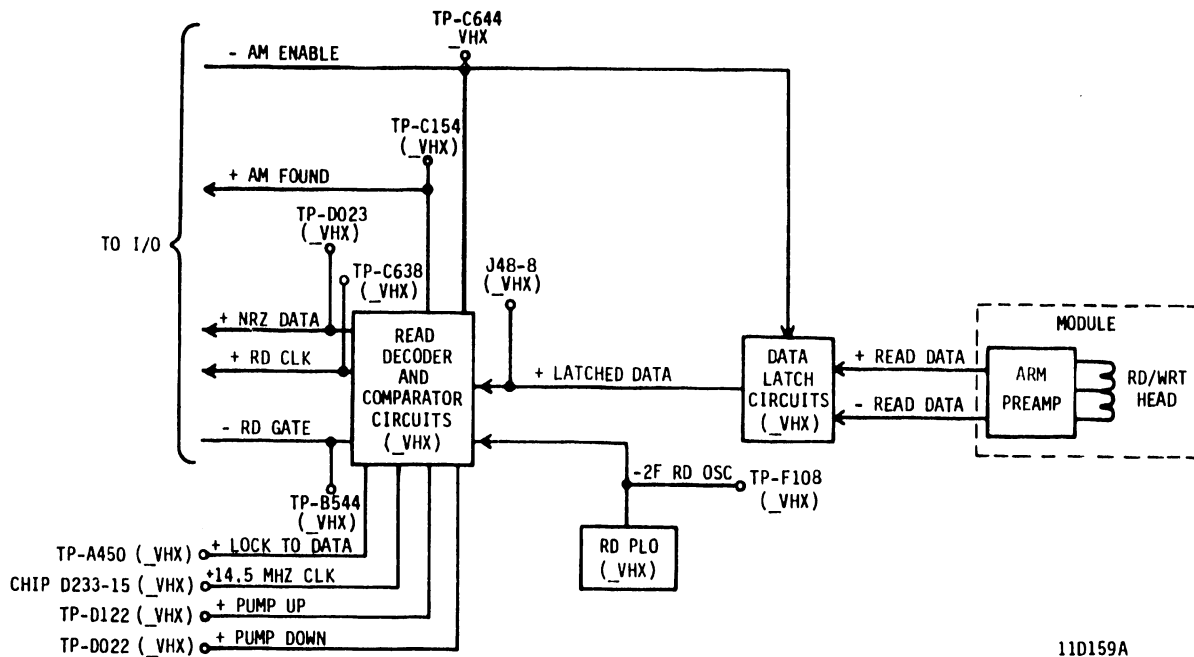 TP-C644
_VHX
- AM ENABLE
TP-C154
(_VHX)
+ AM FOUND
TP-D023
(_VHX)
TO I/O
TP-C638
(_VHX)
J48-8
(_VHX)
+ NRZ DATA
+ RD CLK
- RD GATE
READ
DECODER
AND
COMPARATOR
CIRCUITS
(_VHX)
+ LATCHED DATA
DATA
LATCH
CIRCUITS
(_VHX)
+ READ DATA
- READ DATA
MODULE
ARM
PREAMP
RD/WRT
HEAD
TP-B544
(_VHX)
-2F RD OSC
TP-F108
(_VHX)
RD PLO
(_VHX)
TP-A450 (_VHX)
+ LOCK TO DATA
CHIP D233-15 (_VHX)
+14.5 MHZ CLK
TP-D122 (_VHX)
+ PUMP UP
TP-D022 (_VHX)
+ PUMP DOWN
11D159A